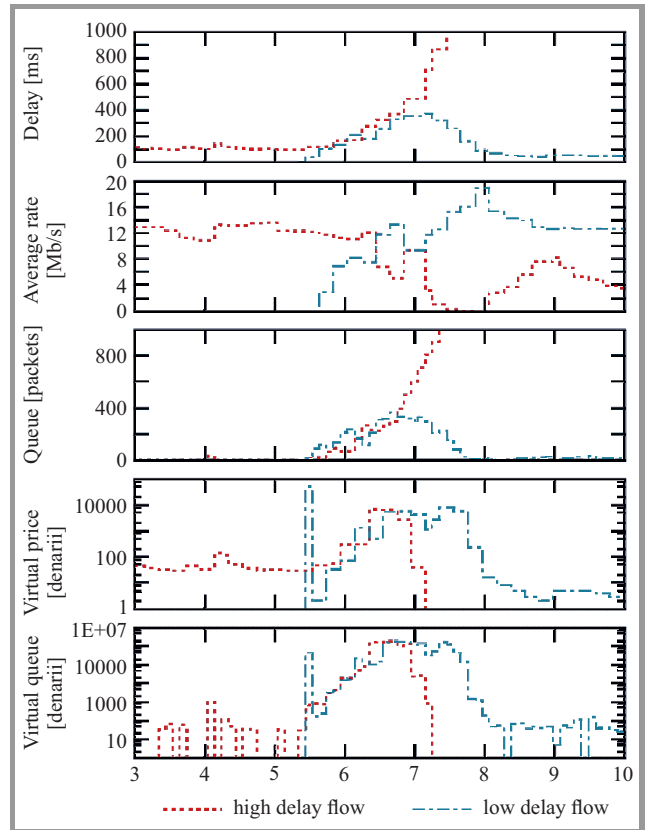 Delay [ms]
1000
800
600
400
200
0
Average rate
[Mb/s]
20
16
12
8
4
0
Queue [packets]
800
400
0
Virtual price
[denarii]
10000
100
1
Virtual queue
[denarii]
1E+07
10000
1000
10
3 4 5 6 7 8 9 10
high delay flow low delay flow